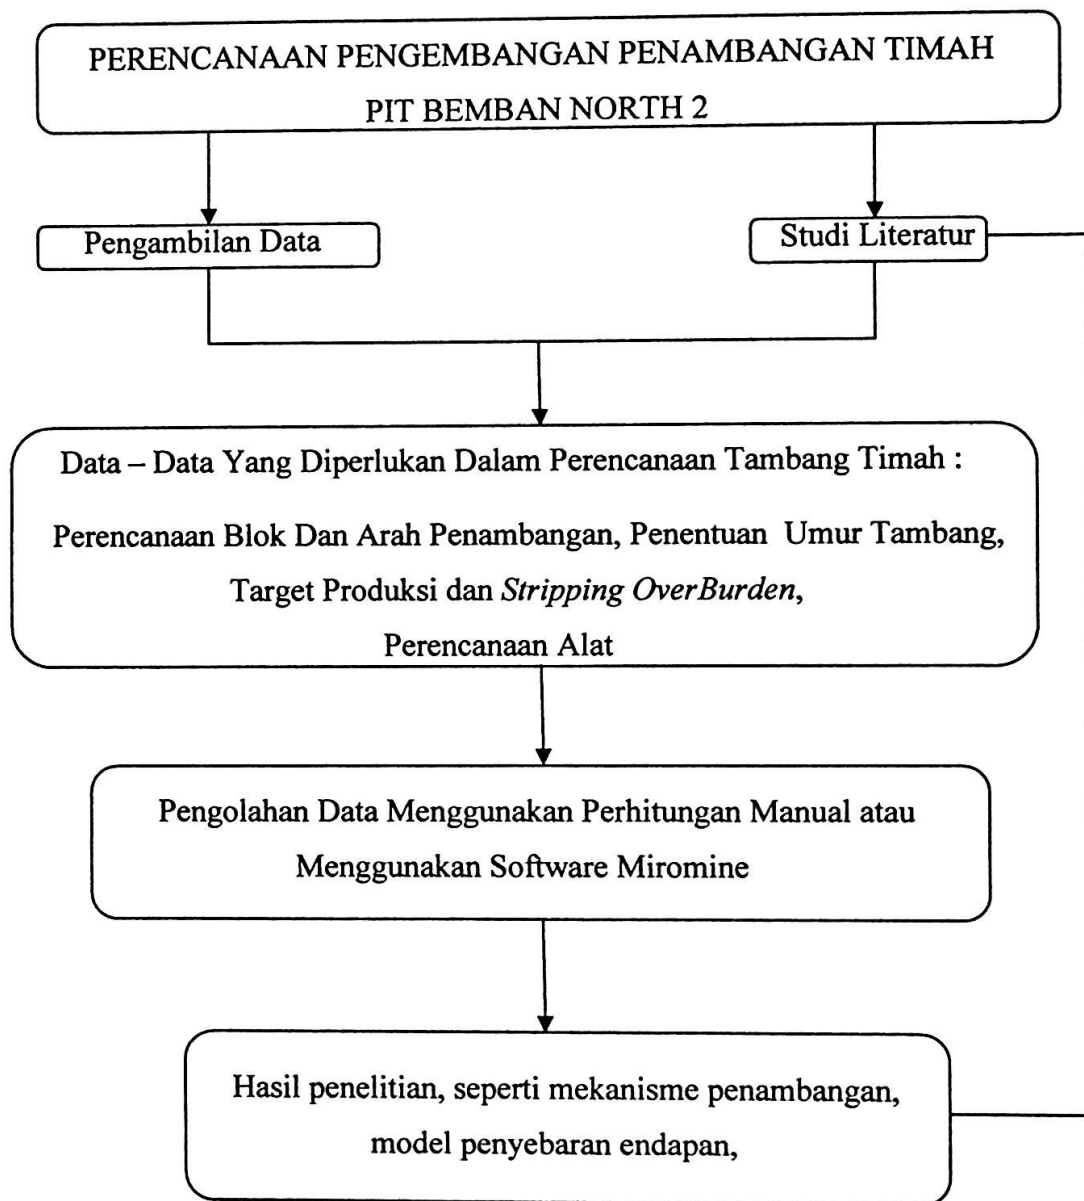 PERENCANAAN PENGEMBANGAN PENAMBANGAN TIMAH
PIT BEMBAN NORTH 2
Pengambilan Data
Studi Literatur
Data – Data Yang Diperlukan Dalam Perencanaan Tambang Timah :
Perencanaan Blok Dan Arah Penambangan, Penentuan Umur Tambang,
Target Produksi dan Stripping OverBurden,
Perencanaan Alat
Pengolahan Data Menggunakan Perhitungan Manual atau
Menggunakan Software Miromine
Hasil penelitian, seperti mekanisme penambangan,
model penyebaran endapan,